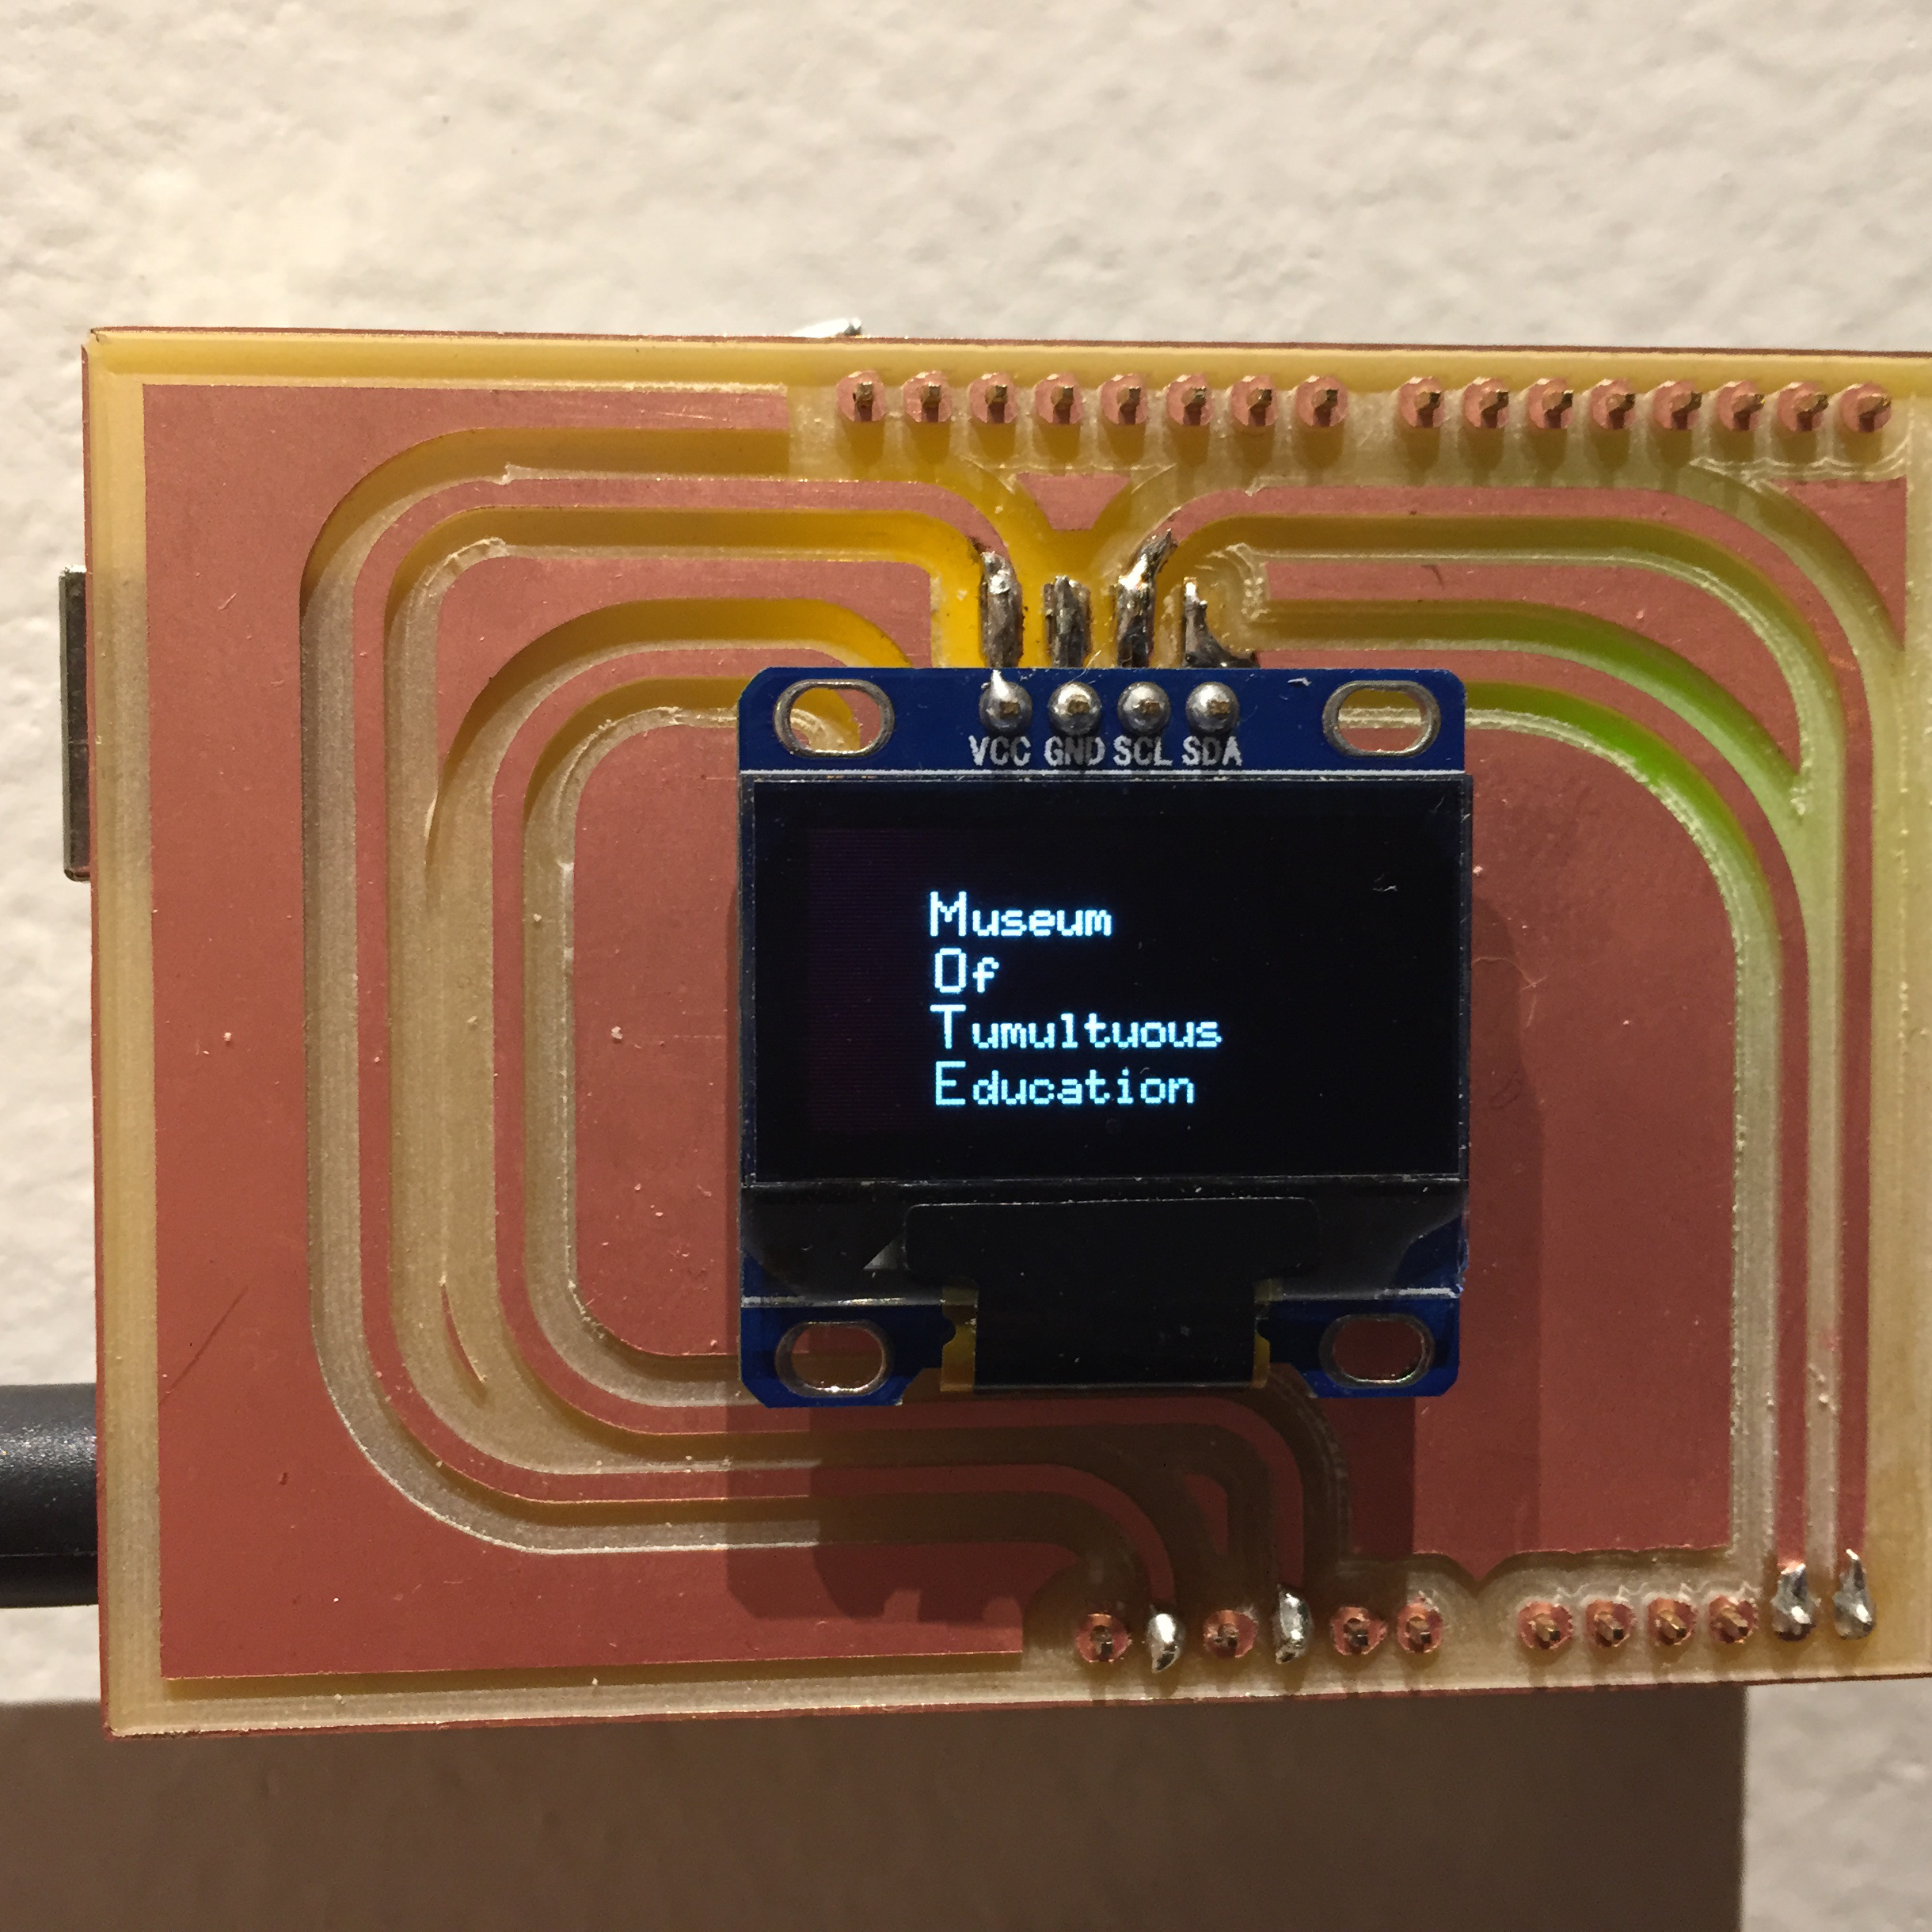 VCC GND SCL SDA
Museum
Of
Tumultuous
Education